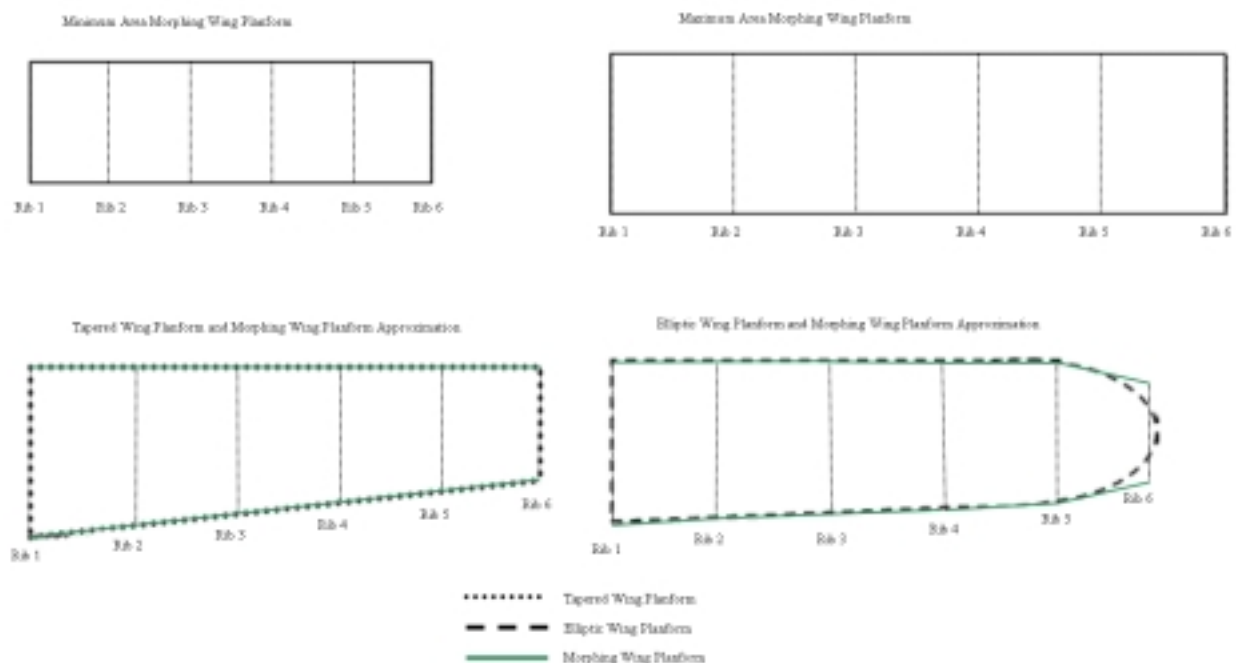 Minimum Area Morphing Wing Planform
Maximum Area Morphing Wing Planform
Rib 1 Rib 2 Rib 3 Rib 4 Rib 5 Rib 6
Rib 1 Rib 2 Rib 3 Rib 4 Rib 5 Rib 6
Tapered Wing Planform and Morphing Wing Planform Approximation
Elliptic Wing Planform and Morphing Wing Planform Approximation
Rib 1 Rib 2 Rib 3 Rib 4 Rib 5 Rib 6
Rib 1 Rib 2 Rib 3 Rib 4 Rib 5 Rib 6
Tapered Wing Planform
Elliptic Wing Planform
Morphing Wing Planform